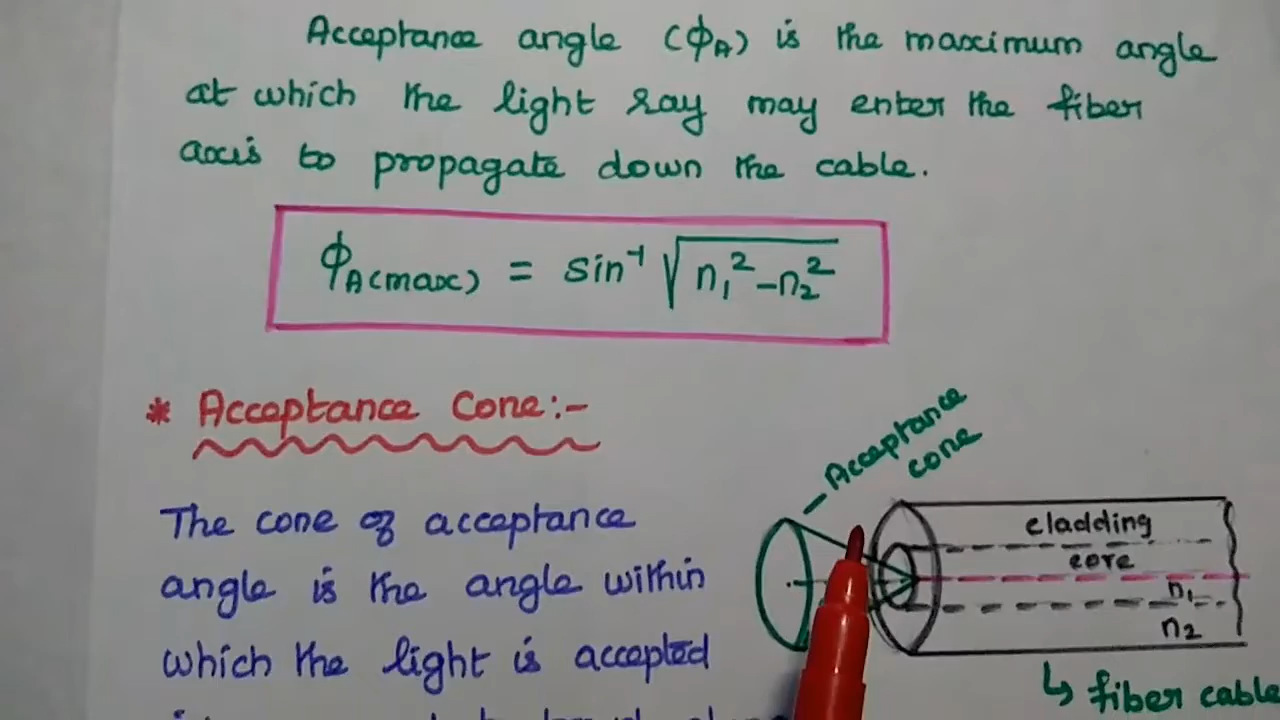 Acceptance angle (ϕA) is the maximum angle
at which the light ray may enter the fiber
axis to propagate down the cable.
ϕA(max) = sin⁻¹ √n₁² - n₂²
* Acceptance Cone:-
The cone of acceptance
angle is the angle within
which the light is accepted
Acceptance
cone
cladding
core
n₁
n₂
↳ fiber cable